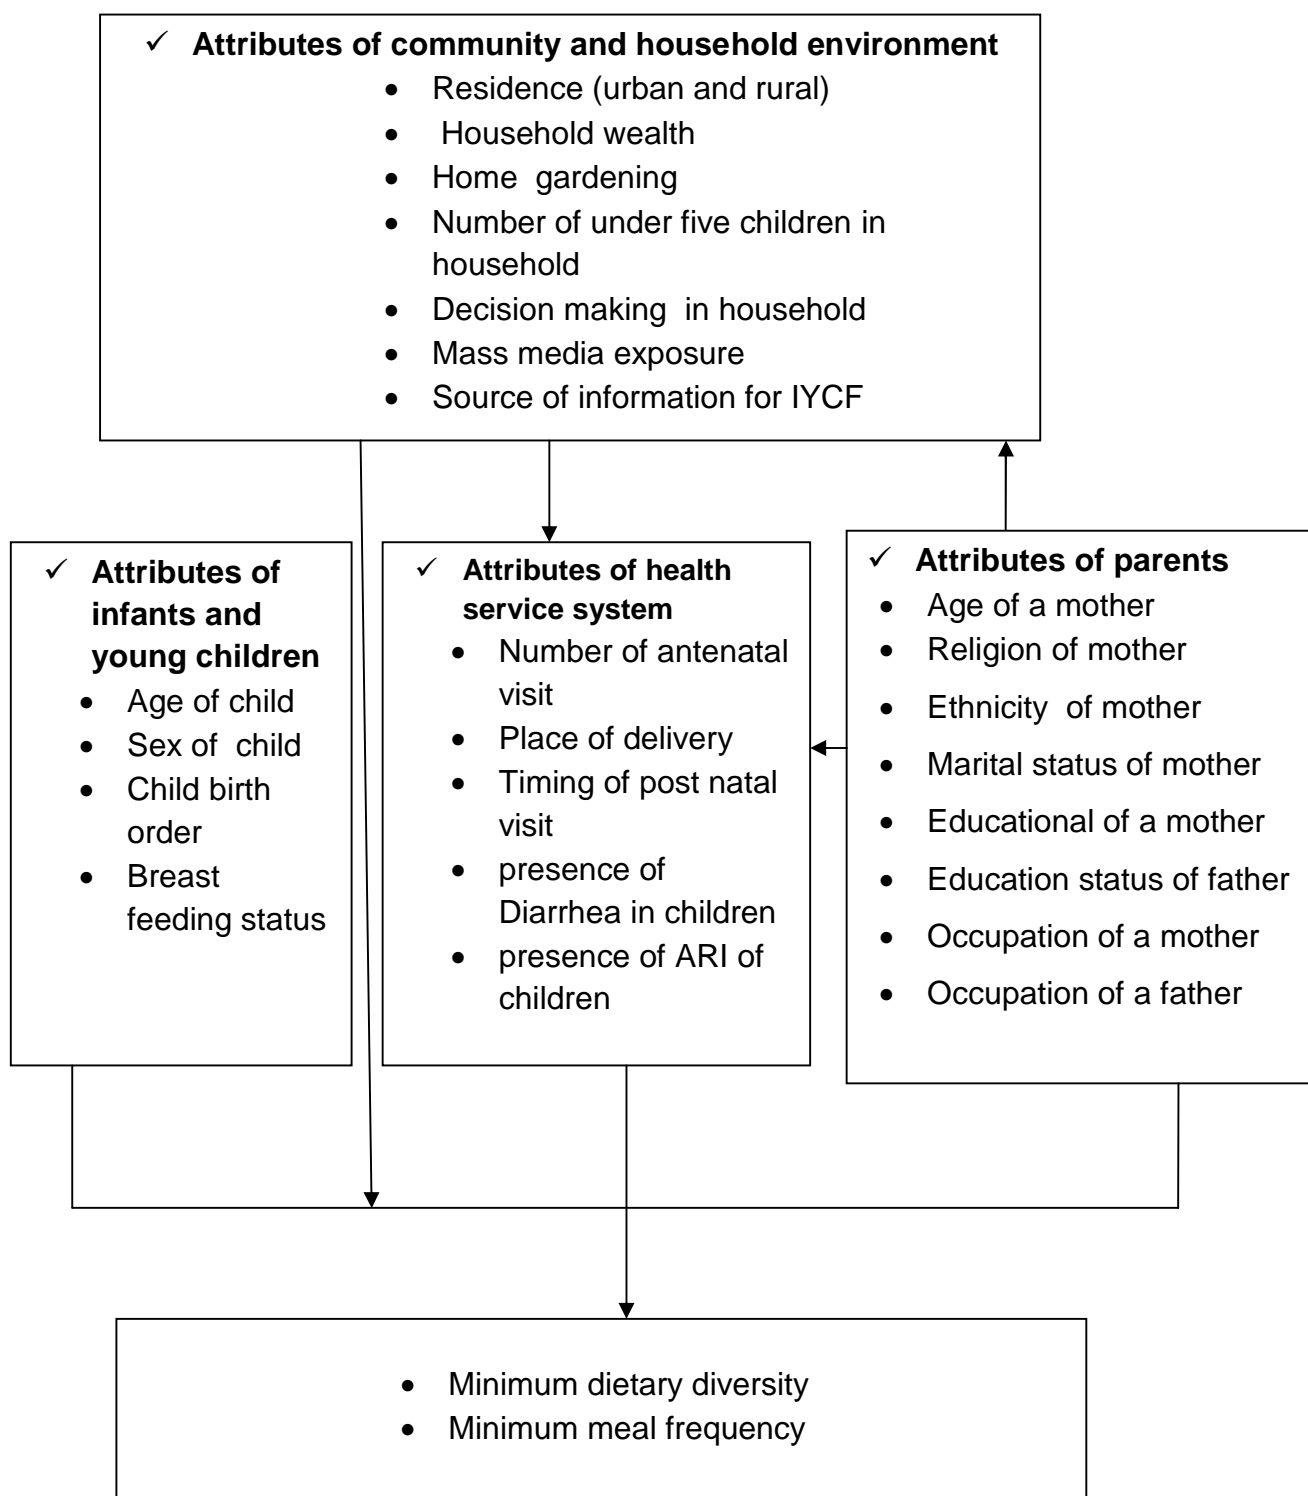 ✓ Attributes of community and household environment
• Residence (urban and rural)
• Household wealth
• Home gardening
• Number of under five children in
household
• Decision making in household
• Mass media exposure
• Source of information for IYCF
✓ Attributes of
infants and
young children
• Age of child
• Sex of child
• Child birth
order
• Breast
feeding status
✓ Attributes of health
service system
• Number of antenatal
visit
• Place of delivery
• Timing of post natal
visit
• presence of
Diarrhea in children
• presence of ARI of
children
✓ Attributes of parents
• Age of a mother
• Religion of mother
• Ethnicity of mother
• Marital status of mother
• Educational of a mother
• Education status of father
• Occupation of a mother
• Occupation of a father
• Minimum dietary diversity
• Minimum meal frequency